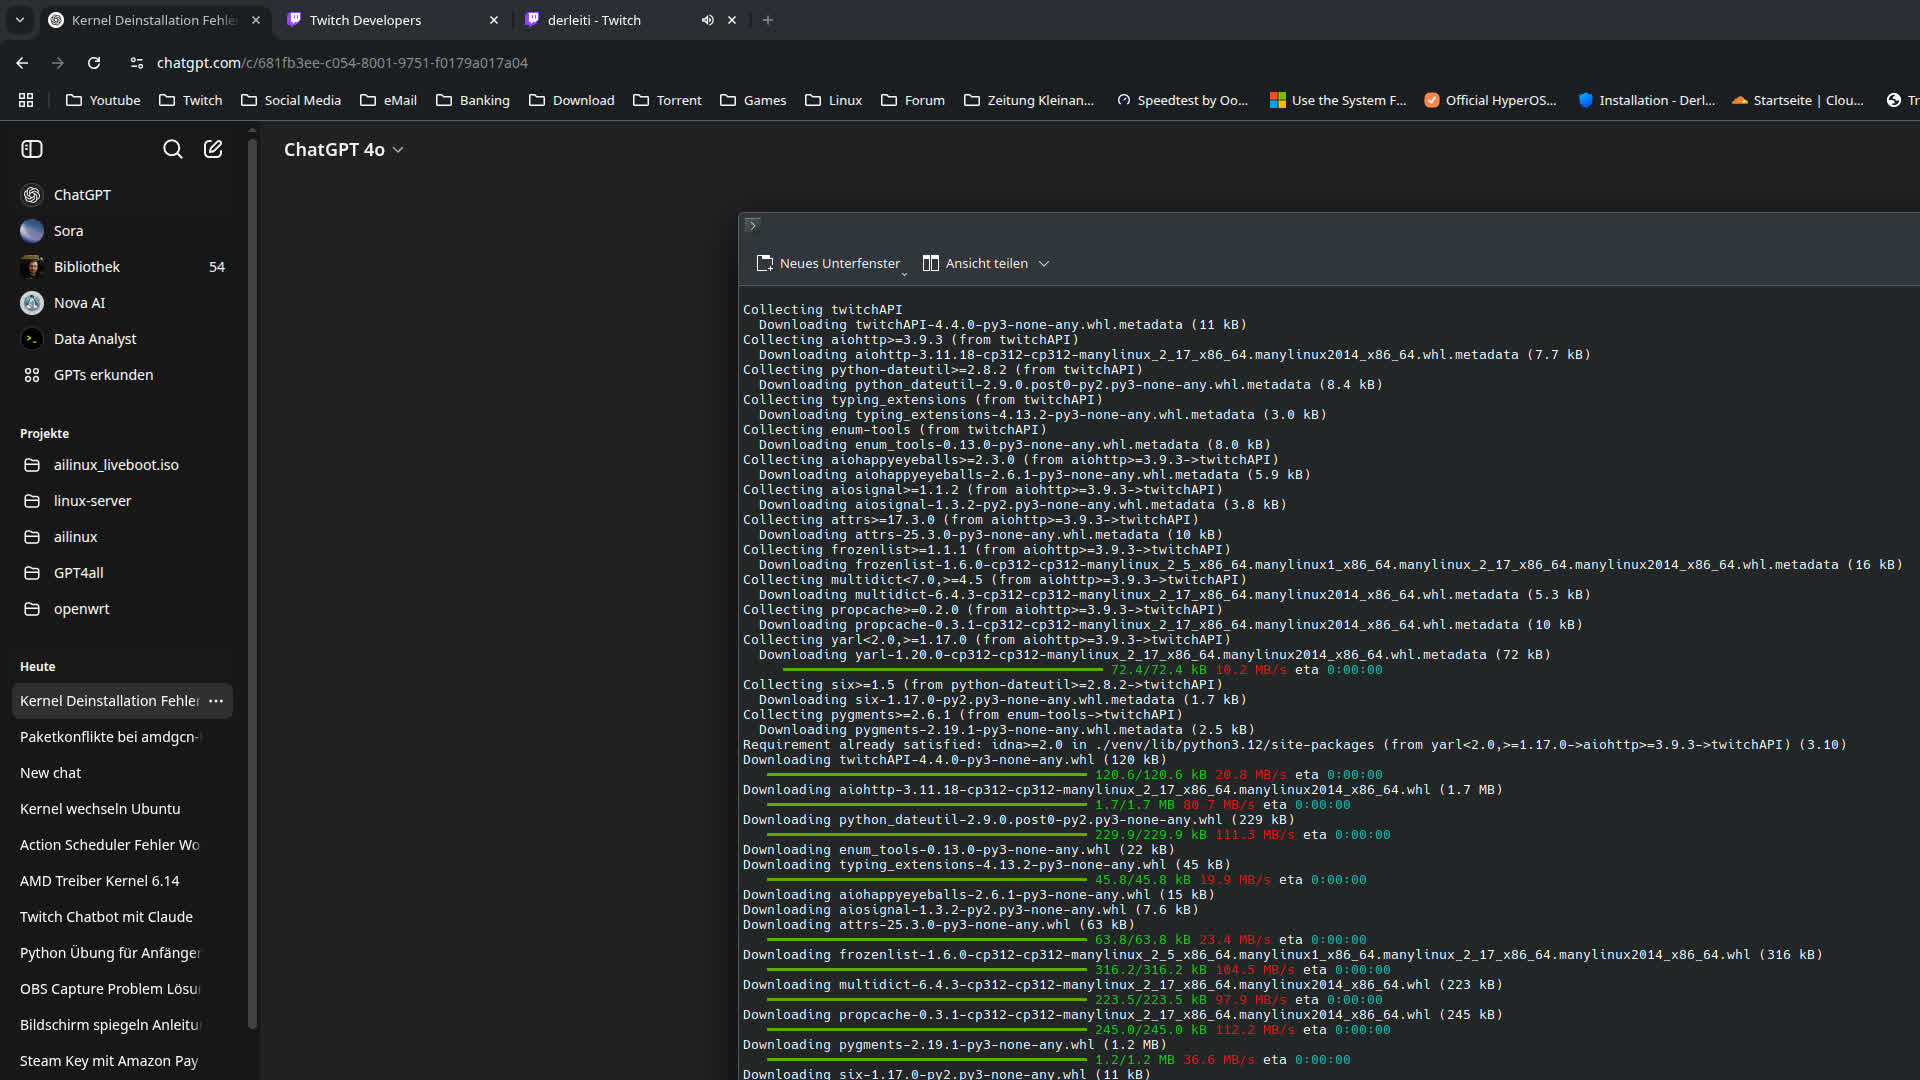 Kernel Deinstallation Fehle
Twitch Developers
derleiti - Twitch
chatgpt.com/c/681fb3ee-c054-8001-9751-f0179a017a04
Youtube
Twitch
Social Media
eMail
Banking
Download
Torrent
Games
Linux
Forum
Zeitung Kleinan...
Speedtest by Oo...
Use the System F...
Official HyperOS...
Installation - Derl...
Startseite | Clou...
Tr
ChatGPT 4o
ChatGPT
Sora
Bibliothek 54
Nova AI
Data Analyst
GPTs erkunden
Projekte
ailinux_liveboot.iso
linux-server
ailinux
GPT4all
openwrt
Heute
Kernel Deinstallation Fehler
Paketkonflikte bei amdgcn-
New chat
Kernel wechseln Ubuntu
Action Scheduler Fehler Wo
AMD Treiber Kernel 6.14
Twitch Chatbot mit Claude
Python Übung für Anfänger
OBS Capture Problem Lösu
Bildschirm spiegeln Anleitu
Steam Key mit Amazon Pay
Neues Unterfenster
Ansicht teilen
Collecting twitchAPI
Downloading twitchAPI-4.4.0-py3-none-any.whl.metadata (11 kB)
Collecting aiohttp>=3.9.3 (from twitchAPI)
Downloading aiohttp-3.11.18-cp312-cp312-manylinux_2_17_x86_64.manylinux2014_x86_64.whl.metadata (7.7 kB)
Collecting python-dateutil>=2.8.2 (from twitchAPI)
Downloading python_dateutil-2.9.0.post0-py2.py3-none-any.whl.metadata (8.4 kB)
Collecting typing_extensions (from twitchAPI)
Downloading typing_extensions-4.13.2-py3-none-any.whl.metadata (3.0 kB)
Collecting enum-tools (from twitchAPI)
Downloading enum_tools-0.13.0-py3-none-any.whl.metadata (8.0 kB)
Collecting aiohappyeyeballs>=2.3.0 (from aiohttp>=3.9.3->twitchAPI)
Downloading aiohappyeyeballs-2.6.1-py3-none-any.whl.metadata (5.9 kB)
Collecting aiosignal>=1.1.2 (from aiohttp>=3.9.3->twitchAPI)
Downloading aiosignal-1.3.2-py2.py3-none-any.whl.metadata (3.8 kB)
Collecting attrs>=17.3.0 (from aiohttp>=3.9.3->twitchAPI)
Downloading attrs-25.3.0-py3-none-any.whl.metadata (10 kB)
Collecting frozenlist>=1.1.1 (from aiohttp>=3.9.3->twitchAPI)
Downloading frozenlist-1.6.0-cp312-cp312-manylinux_2_5_x86_64.manylinux1_x86_64.manylinux_2_17_x86_64.manylinux2014_x86_64.whl.metadata (16 kB)
Collecting multidict<7.0,>=4.5 (from aiohttp>=3.9.3->twitchAPI)
Downloading multidict-6.4.3-cp312-cp312-manylinux_2_17_x86_64.manylinux2014_x86_64.whl.metadata (5.3 kB)
Collecting propcache>=0.2.0 (from aiohttp>=3.9.3->twitchAPI)
Downloading propcache-0.3.1-cp312-cp312-manylinux_2_17_x86_64.manylinux2014_x86_64.whl.metadata (10 kB)
Collecting yarl<2.0,>=1.17.0 (from aiohttp>=3.9.3->twitchAPI)
Downloading yarl-1.20.0-cp312-cp312-manylinux_2_17_x86_64.manylinux2014_x86_64.whl.metadata (72 kB)
72.4/72.4 kB 10.2 MB/s eta 0:00:00
Collecting six>=1.5 (from python-dateutil>=2.8.2->twitchAPI)
Downloading six-1.17.0-py2.py3-none-any.whl.metadata (1.7 kB)
Collecting pygments>=2.6.1 (from enum-tools->twitchAPI)
Downloading pygments-2.19.1-py3-none-any.whl.metadata (2.5 kB)
Requirement already satisfied: idna>=2.0 in ./venv/lib/python3.12/site-packages (from yarl<2.0,>=1.17.0->aiohttp>=3.9.3->twitchAPI) (3.10)
Downloading twitchAPI-4.4.0-py3-none-any.whl (120 kB)
120.6/120.6 kB 20.8 MB/s eta 0:00:00
Downloading aiohttp-3.11.18-cp312-cp312-manylinux_2_17_x86_64.manylinux2014_x86_64.whl (1.7 MB)
1.7/1.7 MB 80.7 MB/s eta 0:00:00
Downloading python_dateutil-2.9.0.post0-py2.py3-none-any.whl (229 kB)
229.9/229.9 kB 111.3 MB/s eta 0:00:00
Downloading enum_tools-0.13.0-py3-none-any.whl (22 kB)
Downloading typing_extensions-4.13.2-py3-none-any.whl (45 kB)
45.8/45.8 kB 19.9 MB/s eta 0:00:00
Downloading aiohappyeyeballs-2.6.1-py3-none-any.whl (15 kB)
Downloading aiosignal-1.3.2-py2.py3-none-any.whl (7.6 kB)
Downloading attrs-25.3.0-py3-none-any.whl (63 kB)
63.8/63.8 kB 23.4 MB/s eta 0:00:00
Downloading frozenlist-1.6.0-cp312-cp312-manylinux_2_5_x86_64.manylinux1_x86_64.manylinux_2_17_x86_64.manylinux2014_x86_64.whl (316 kB)
316.2/316.2 kB 104.5 MB/s eta 0:00:00
Downloading multidict-6.4.3-cp312-cp312-manylinux_2_17_x86_64.manylinux2014_x86_64.whl (223 kB)
223.5/223.5 kB 97.9 MB/s eta 0:00:00
Downloading propcache-0.3.1-cp312-cp312-manylinux_2_17_x86_64.manylinux2014_x86_64.whl (245 kB)
245.0/245.0 kB 112.2 MB/s eta 0:00:00
Downloading pygments-2.19.1-py3-none-any.whl (1.2 MB)
1.2/1.2 MB 36.6 MB/s eta 0:00:00
Downloading six-1.17.0-py2.py3-none-any.whl (11 kB)